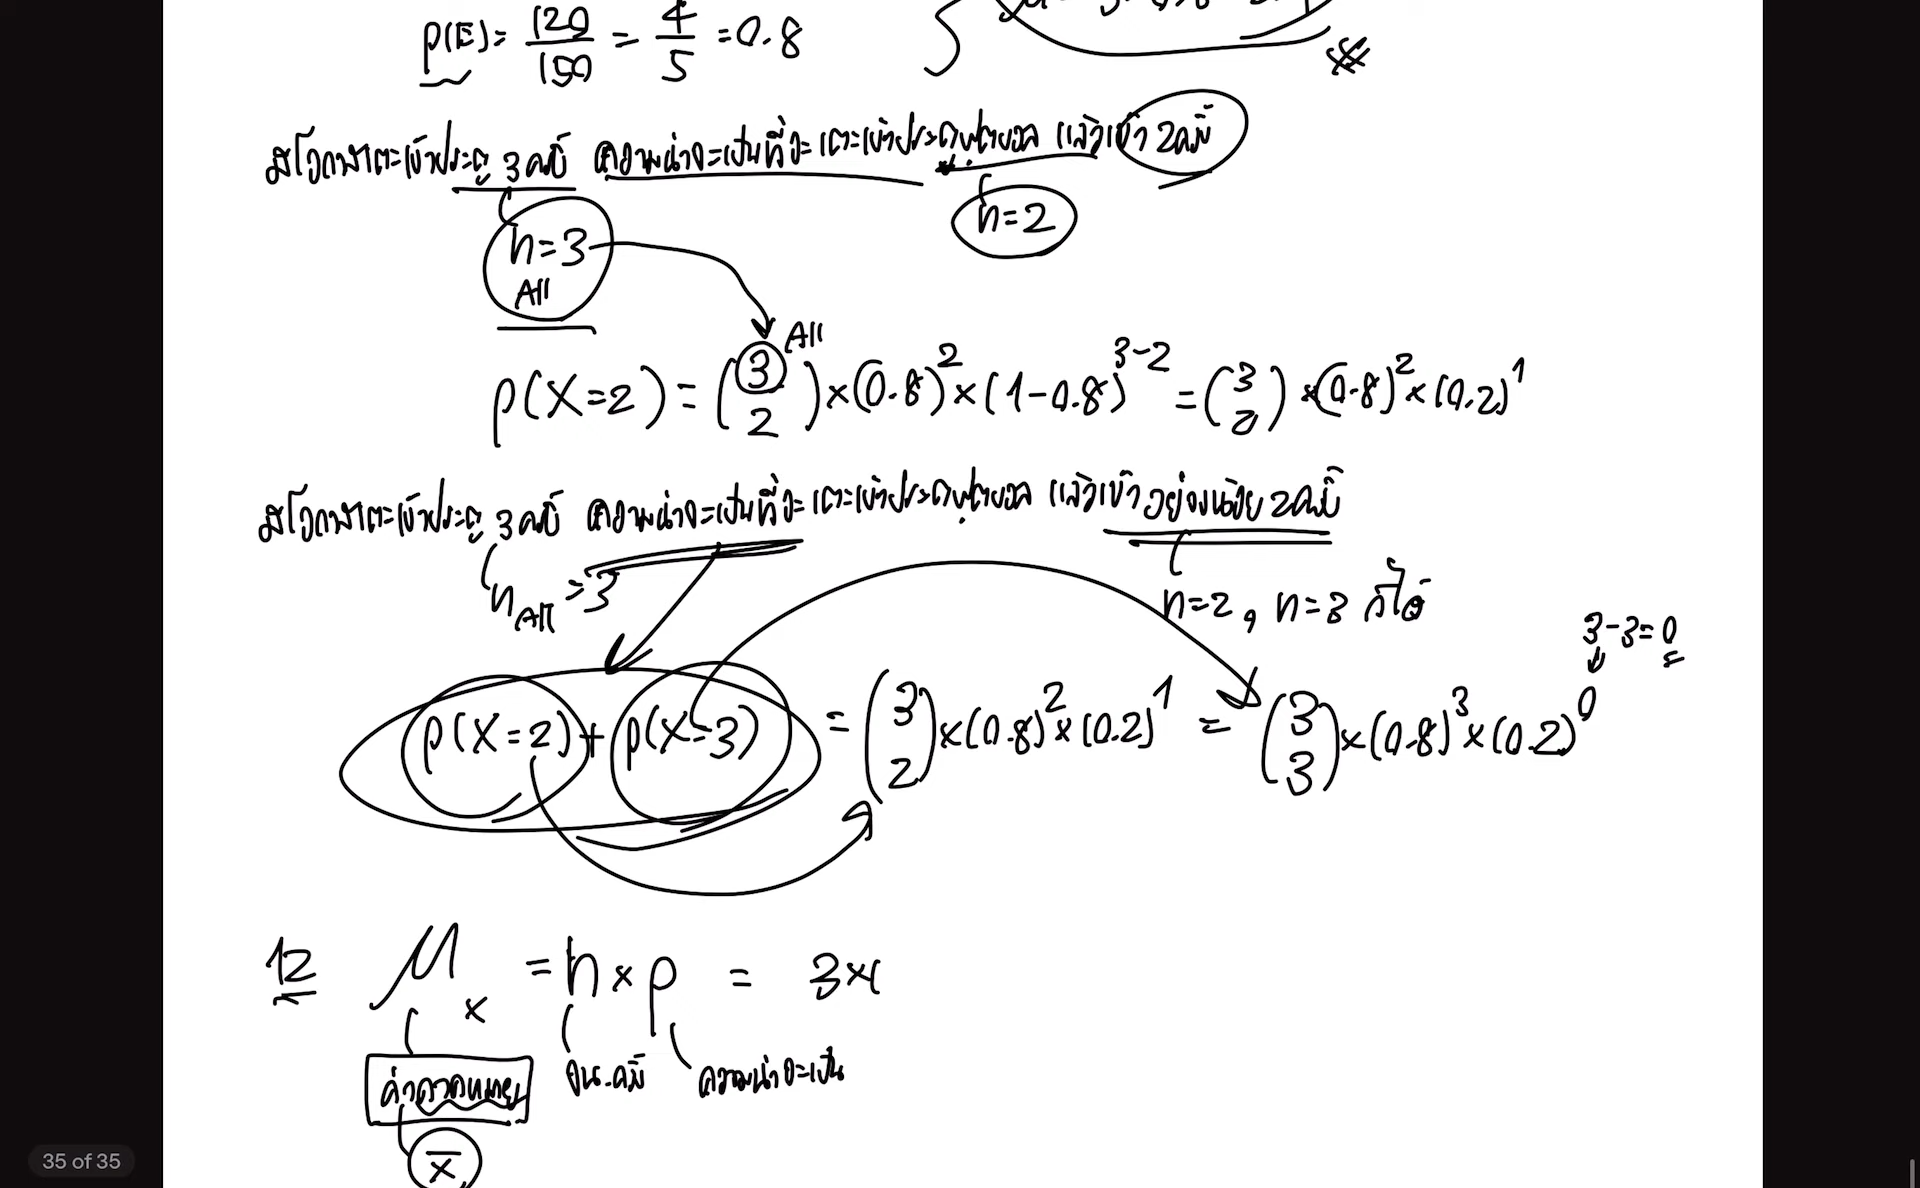 P(E) = 120/150 = 4/5 = 0.8
มีโอกาสเตะเข้าประตู 3 ครั้ง ความน่าจะเป็นที่จะเตะเข้าประตูฟุตบอล แล้วเข้า 2 ครั้ง
n=3
All
n=2
All
P(X=2) = (3 2) × (0.8)^2 × (1-0.8)^{3-2} = (3 2) × (0.8)^2 × (0.2)^1
มีโอกาสเตะเข้าประตู 3 ครั้ง ความน่าจะเป็นที่จะเตะเข้าประตูฟุตบอล แล้วเข้าอย่างน้อย 2 ครั้ง
n All = 3
n=2, n=3 ก็ได้
3-3=0
P(X=2) + P(X=3) = (3 2) × (0.8)^2 × (0.2)^1 = (3 3) × (0.8)^3 × (0.2)^0
12 μx = n × p = 3×
ค่าคาดหมาย จน.ครั้ง ความน่าจะเป็น
x̄
35 of 35